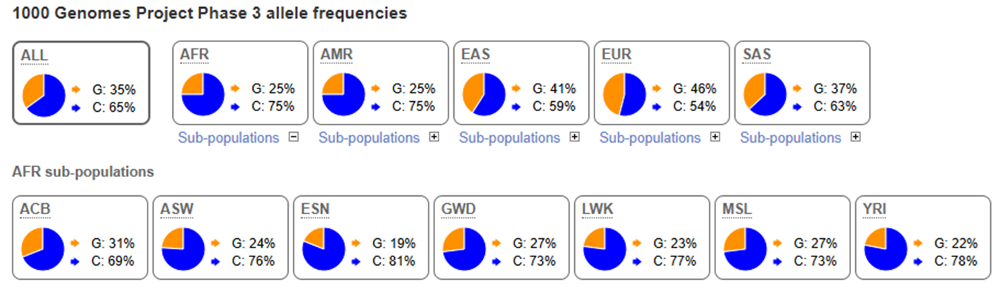 1000 Genomes Project Phase 3 allele frequencies
ALL AFR AMR EAS EUR SAS
G: 35% G: 25% G: 25% G: 41% G: 46% G: 37%
C: 65% C: 75% C: 75% C: 59% C: 54% C: 63%
Sub-populations Sub-populations Sub-populations Sub-populations Sub-populations
AFR sub-populations
ACB ASW ESN GWD LWK MSL YRI
G: 31% G: 24% G: 19% G: 27% G: 23% G: 27% G: 22%
C: 69% C: 76% C: 81% C: 73% C: 77% C: 73% C: 78%